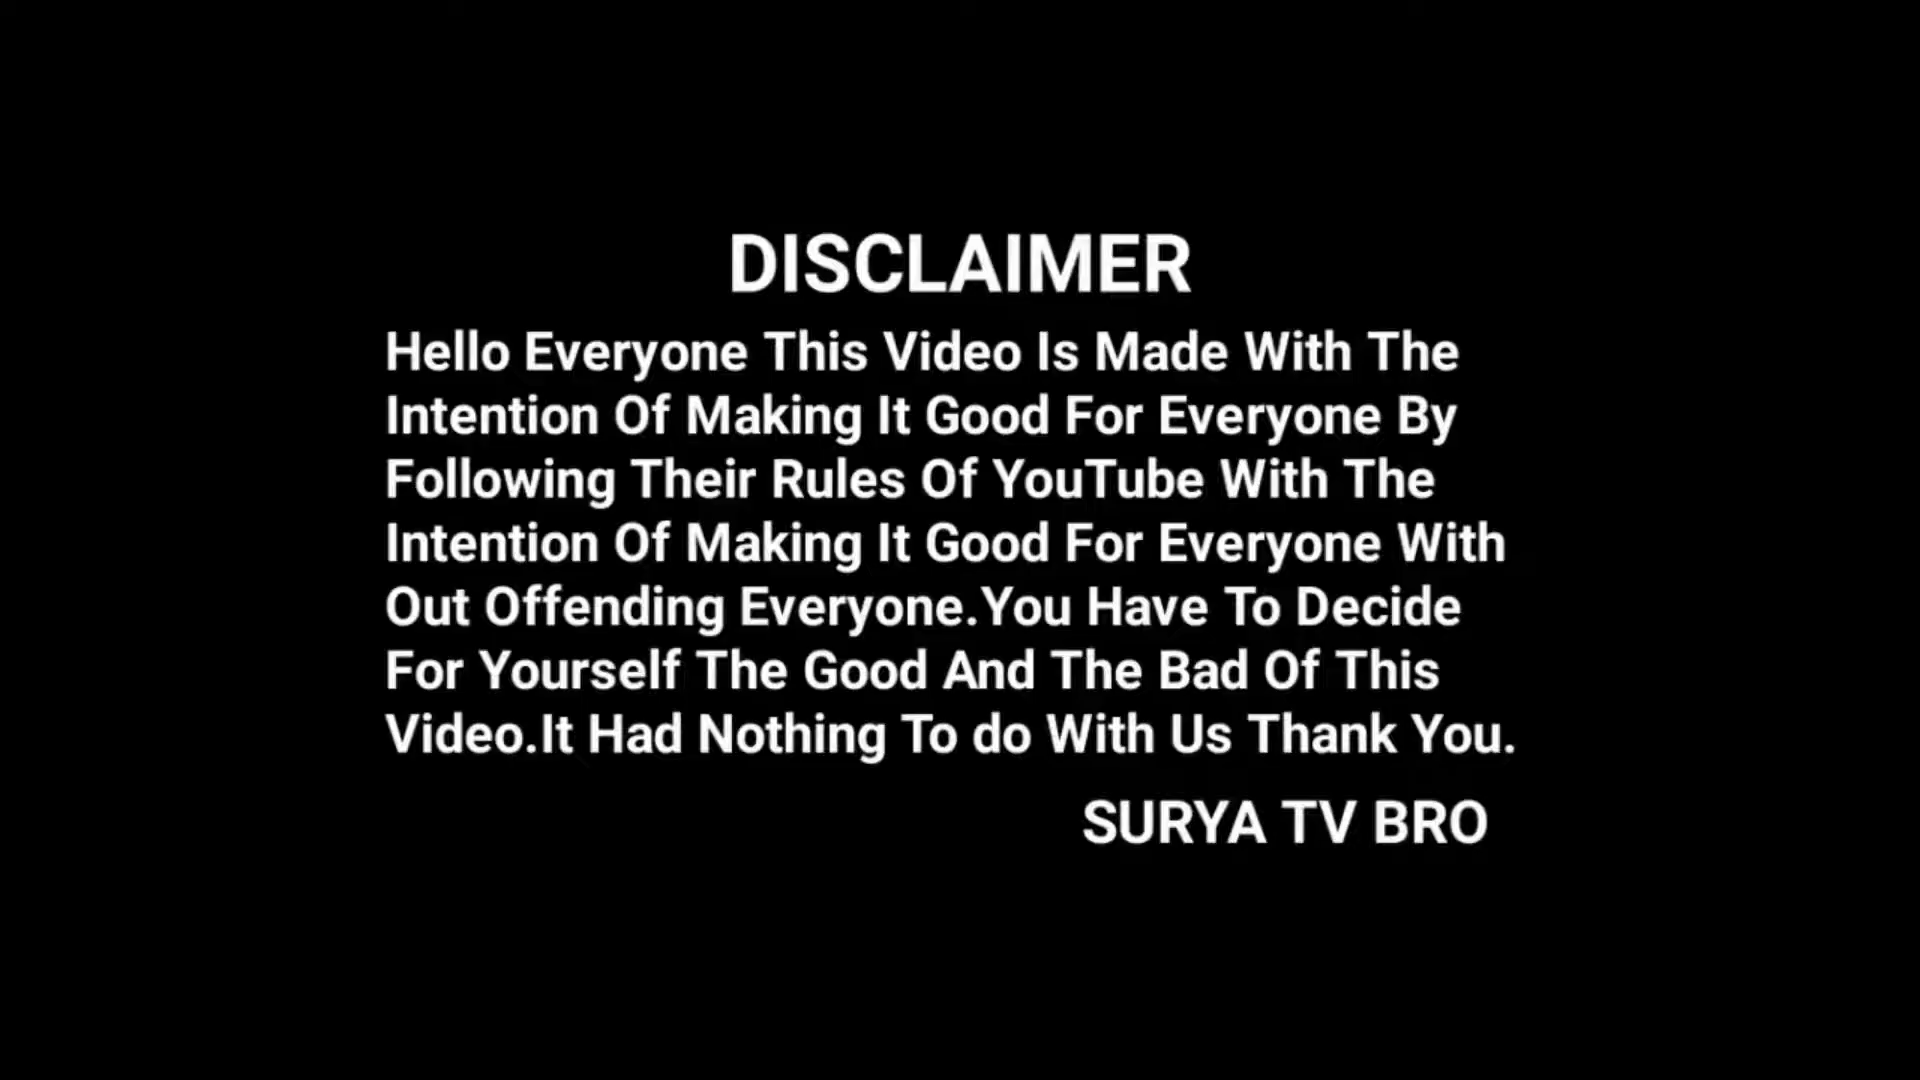 DISCLAIMER
Hello Everyone This Video Is Made With The
Intention Of Making It Good For Everyone By
Following Their Rules Of YouTube With The
Intention Of Making It Good For Everyone With
Out Offending Everyone.You Have To Decide
For Yourself The Good And The Bad Of This
Video.It Had Nothing To do With Us Thank You.
SURYA TV BRO